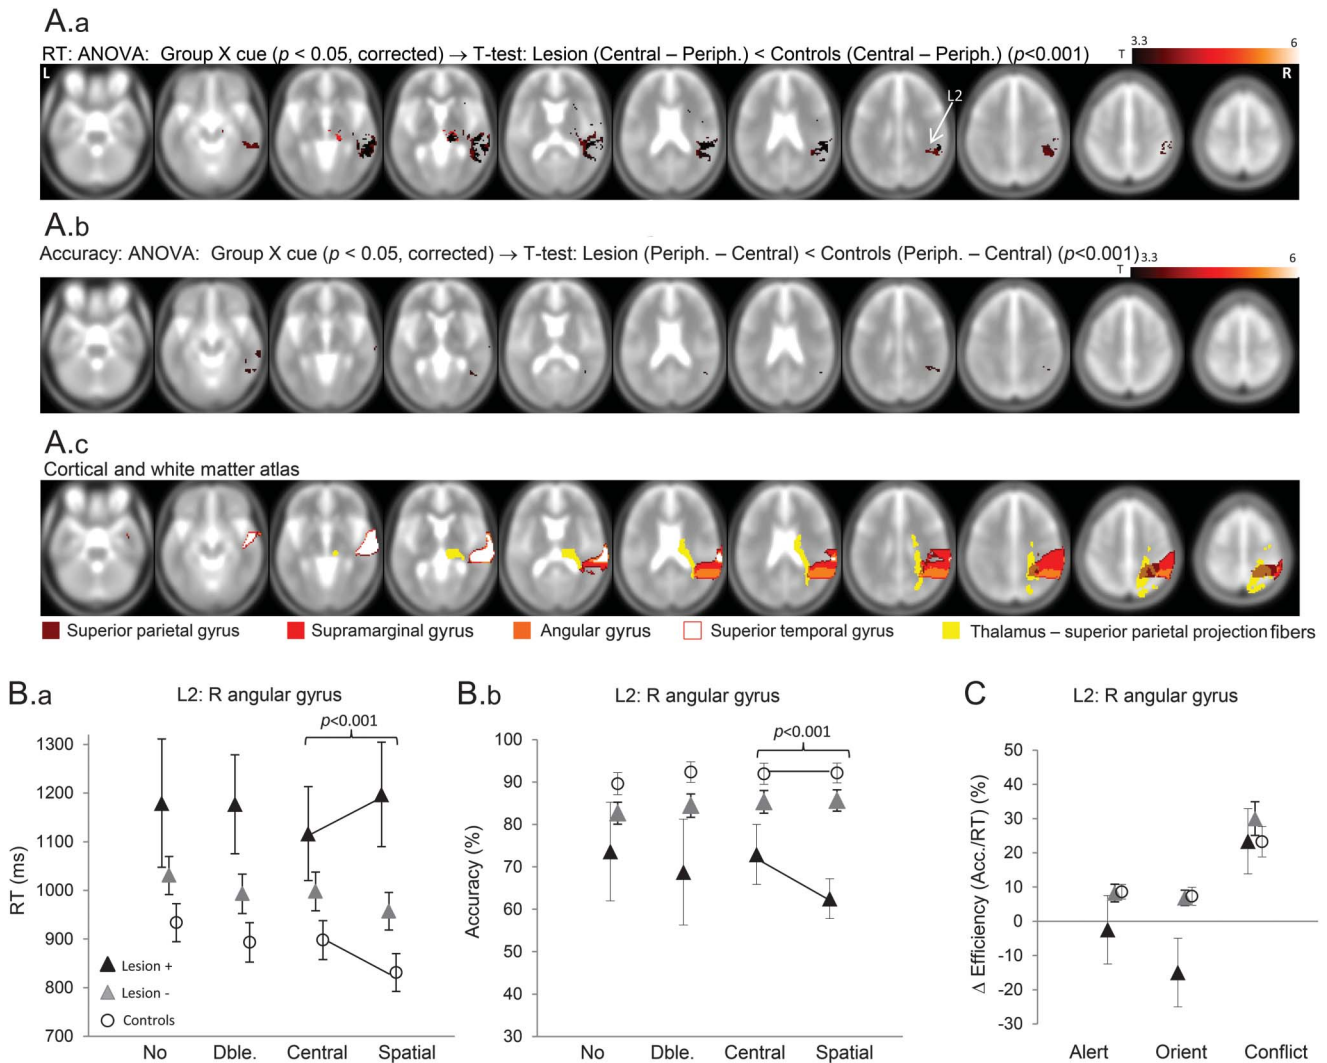 A.a
RT: ANOVA: Group X cue (p < 0.05, corrected) → T-test: Lesion (Central – Periph.) < Controls (Central – Periph.) (p<0.001)
T 3.3 6
L R
L2
A.b
Accuracy: ANOVA: Group X cue (p < 0.05, corrected) → T-test: Lesion (Periph. – Central) < Controls (Periph. – Central) (p<0.001)
T 3.3 6
A.c
Cortical and white matter atlas
Superior parietal gyrus Supramarginal gyrus Angular gyrus Superior temporal gyrus Thalamus – superior parietal projection fibers
B.a L2: R angular gyrus
p<0.001
RT (ms)
1300
1200
1100
1000
900
800
700
Lesion +
Lesion -
Controls
No Dble. Central Spatial
B.b L2: R angular gyrus
p<0.001
Accuracy (%)
100
90
80
70
60
50
40
30
No Dble. Central Spatial
C L2: R angular gyrus
Δ Efficiency (Acc./RT) (%)
50
40
30
20
10
0
-10
-20
-30
Alert Orient Conflict